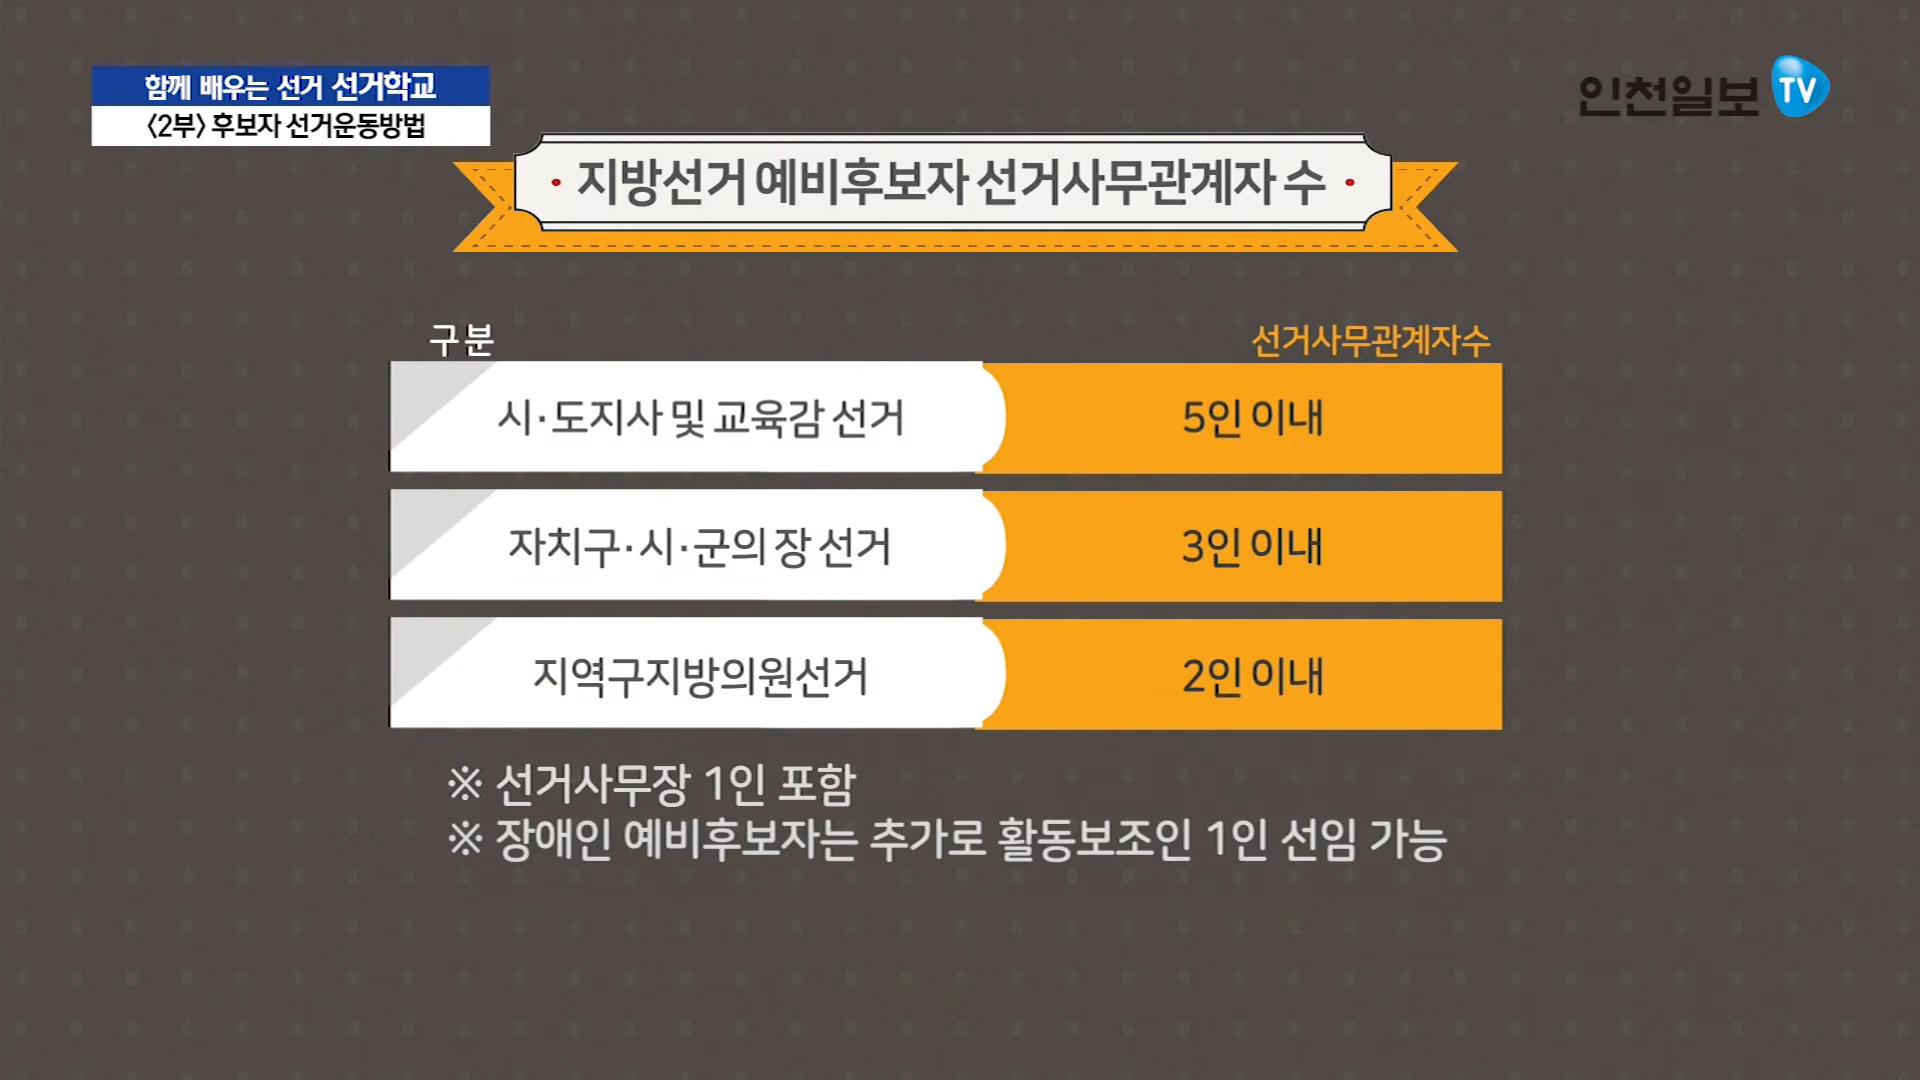 함께 배우는 선거 선거학교
<2부> 후보자 선거운동방법
인천일보 TV
지방선거 예비후보자 선거사무관계자 수
구분
선거사무관계자수
시·도지사 및 교육감 선거
5인 이내
자치구·시·군의 장 선거
3인 이내
지역구지방의원선거
2인 이내
※ 선거사무장 1인 포함
※ 장애인 예비후보자는 추가로 활동보조인 1인 선임 가능